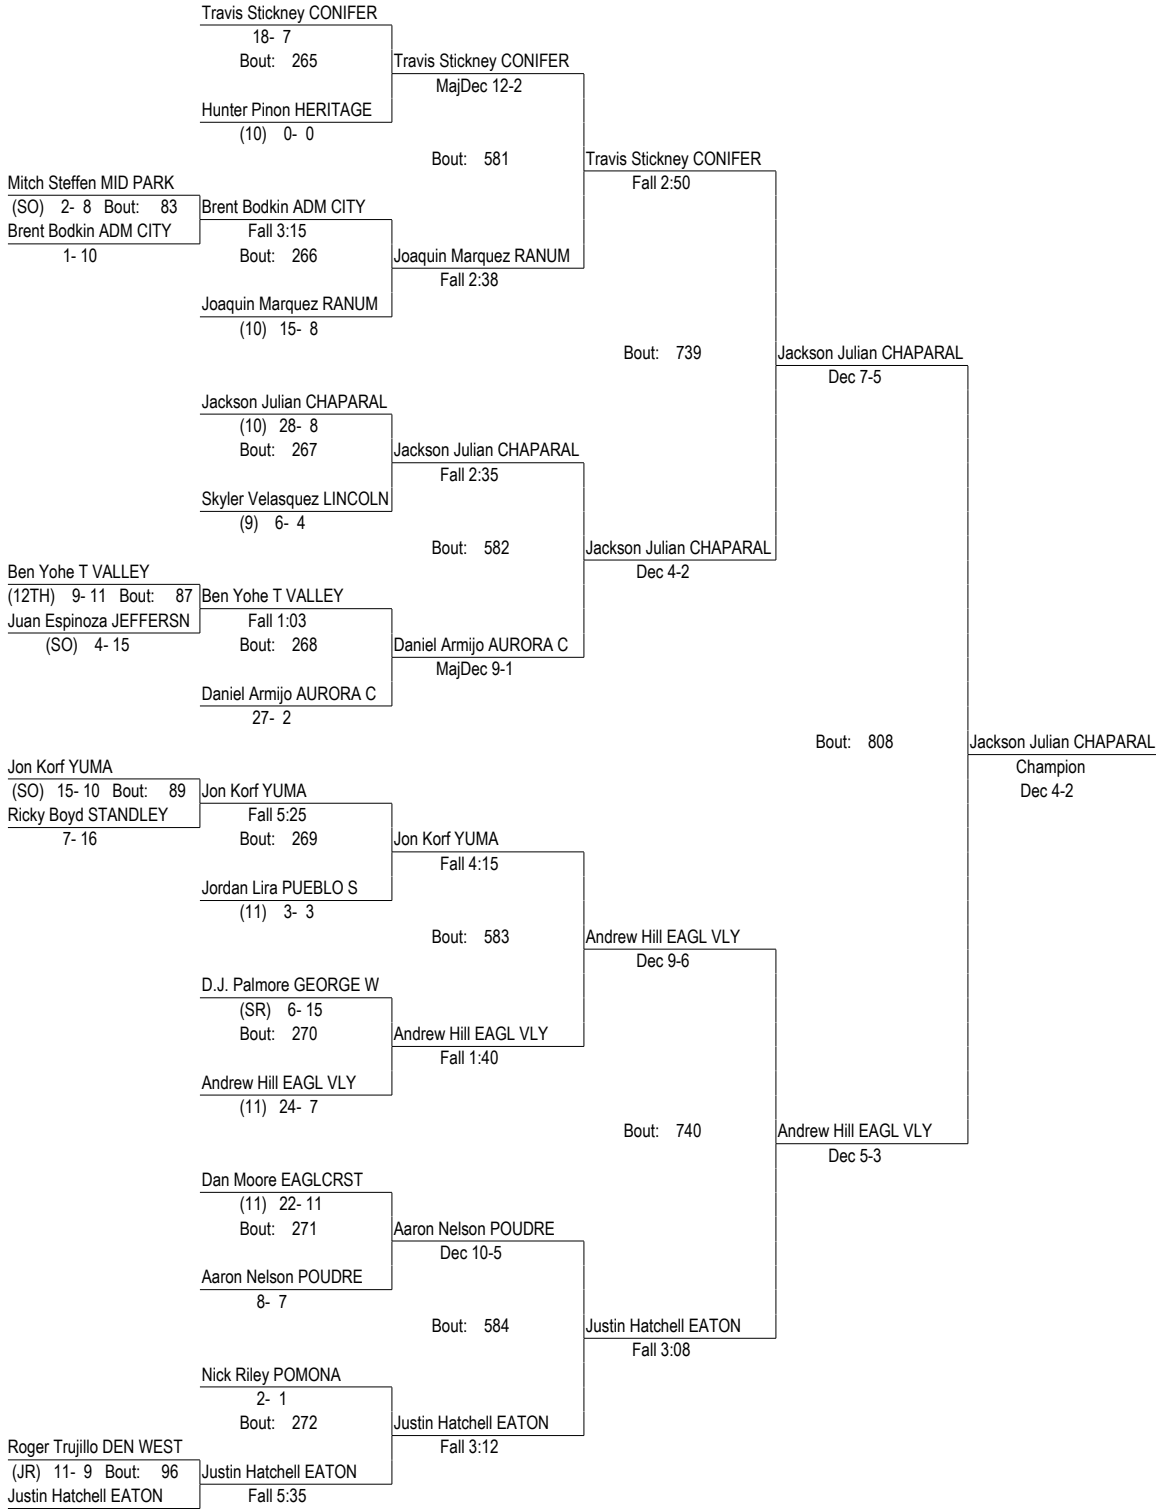 Travis Stickney CONIFER
18- 7
Bout: 265
Travis Stickney CONIFER
MajDec 12-2
Hunter Pinon HERITAGE
(10) 0- 0
Bout: 581
Travis Stickney CONIFER
Fall 2:50
Mitch Steffen MID PARK
(SO) 2- 8 Bout: 83
Brent Bodkin ADM CITY
1- 10
Brent Bodkin ADM CITY
Fall 3:15
Bout: 266
Joaquin Marquez RANUM
Fall 2:38
Joaquin Marquez RANUM
(10) 15- 8
Bout: 739
Jackson Julian CHAPARAL
Dec 7-5
Jackson Julian CHAPARAL
(10) 28- 8
Bout: 267
Jackson Julian CHAPARAL
Fall 2:35
Skyler Velasquez LINCOLN
(9) 6- 4
Bout: 582
Jackson Julian CHAPARAL
Dec 4-2
Ben Yohe T VALLEY
(12TH) 9- 11 Bout: 87
Juan Espinoza JEFFERSN
(SO) 4- 15
Ben Yohe T VALLEY
Fall 1:03
Bout: 268
Daniel Armijo AURORA C
MajDec 9-1
Daniel Armijo AURORA C
27- 2
Bout: 808
Jackson Julian CHAPARAL
Champion
Dec 4-2
Jon Korf YUMA
(SO) 15- 10 Bout: 89
Ricky Boyd STANDLEY
7- 16
Jon Korf YUMA
Fall 5:25
Bout: 269
Jon Korf YUMA
Fall 4:15
Jordan Lira PUEBLO S
(11) 3- 3
Bout: 583
Andrew Hill EAGL VLY
Dec 9-6
D.J. Palmore GEORGE W
(SR) 6- 15
Bout: 270
Andrew Hill EAGL VLY
Fall 1:40
Andrew Hill EAGL VLY
(11) 24- 7
Bout: 740
Andrew Hill EAGL VLY
Dec 5-3
Dan Moore EAGLCRST
(11) 22- 11
Bout: 271
Aaron Nelson POUDRE
Dec 10-5
Aaron Nelson POUDRE
8- 7
Bout: 584
Justin Hatchell EATON
Fall 3:08
Nick Riley POMONA
2- 1
Bout: 272
Justin Hatchell EATON
Fall 3:12
Roger Trujillo DEN WEST
(JR) 11- 9 Bout: 96
Justin Hatchell EATON
Justin Hatchell EATON
Fall 5:35